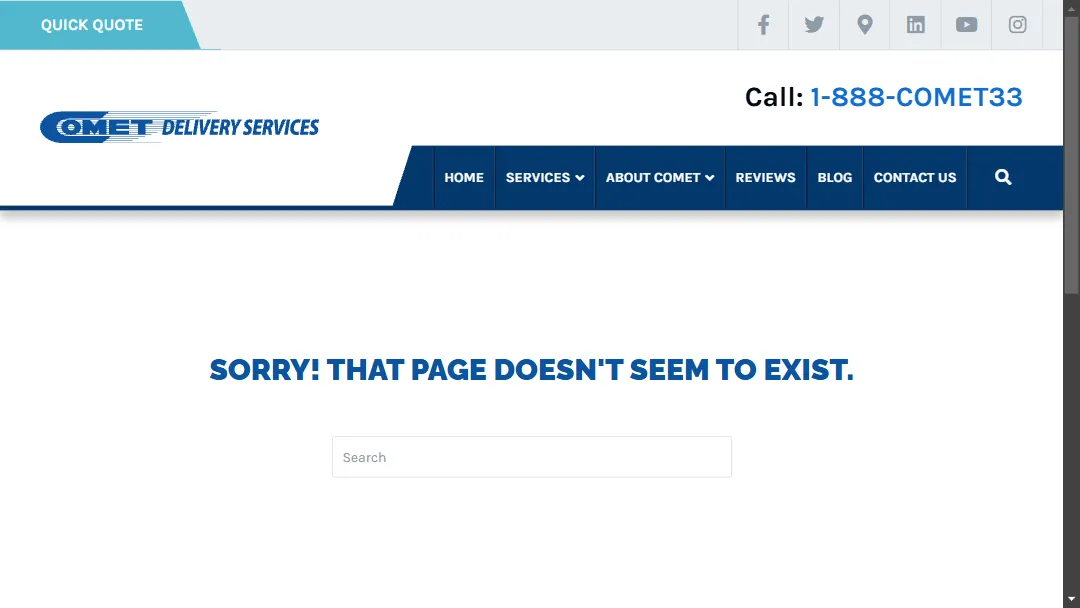 QUICK QUOTE
Call: 1-888-COMET33
COMET DELIVERY SERVICES
HOME SERVICES ABOUT COMET REVIEWS BLOG CONTACT US
SORRY! THAT PAGE DOESN'T SEEM TO EXIST.
Search